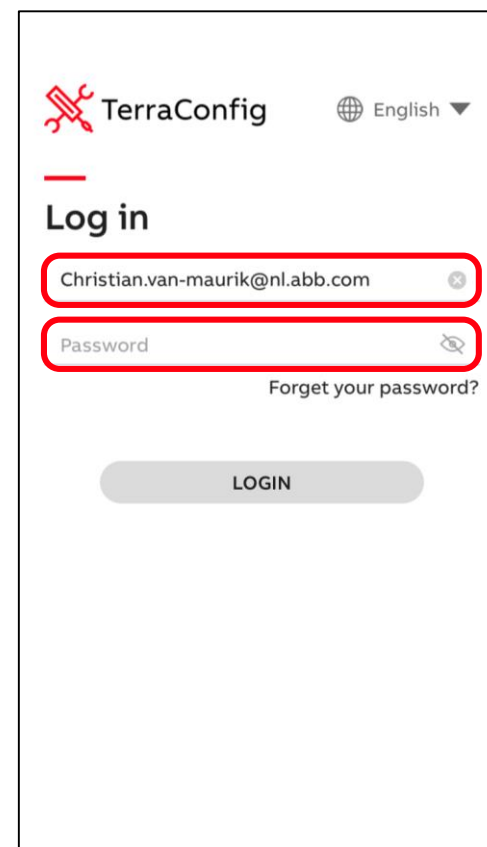 TerraConfig
English
Log in
Christian.van-maurik@nl.abb.com
Password
Forget your password?
LOGIN